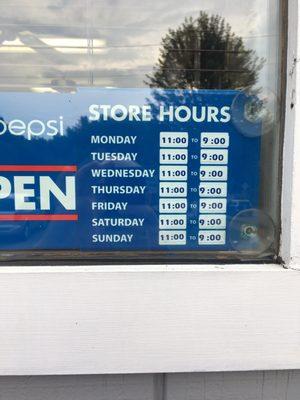 pepsi
STORE HOURS
MONDAY 11:00 TO 9:00
TUESDAY 11:00 TO 9:00
WEDNESDAY 11:00 TO 9:00
THURSDAY 11:00 TO 9:00
FRIDAY 11:00 TO 9:00
SATURDAY 11:00 TO 9:00
SUNDAY 11:00 TO 9:00
PEN